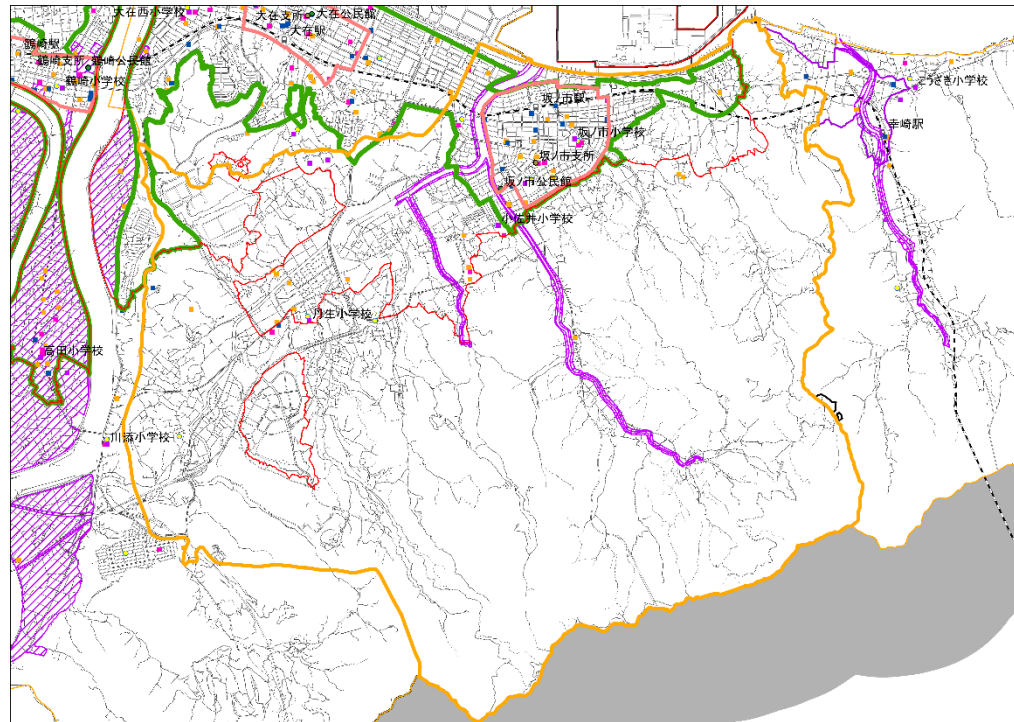 大在西小学校
大在支所
大在公民館
大在駅
鶴崎駅
鶴崎支所
鶴崎公民館
鶴崎小学校
こうざき小学校
坂ノ市駅
幸崎駅
坂ノ市小学校
坂ノ市支所
坂ノ市公民館
小佐井小学校
丹生小学校
高田小学校
川添小学校